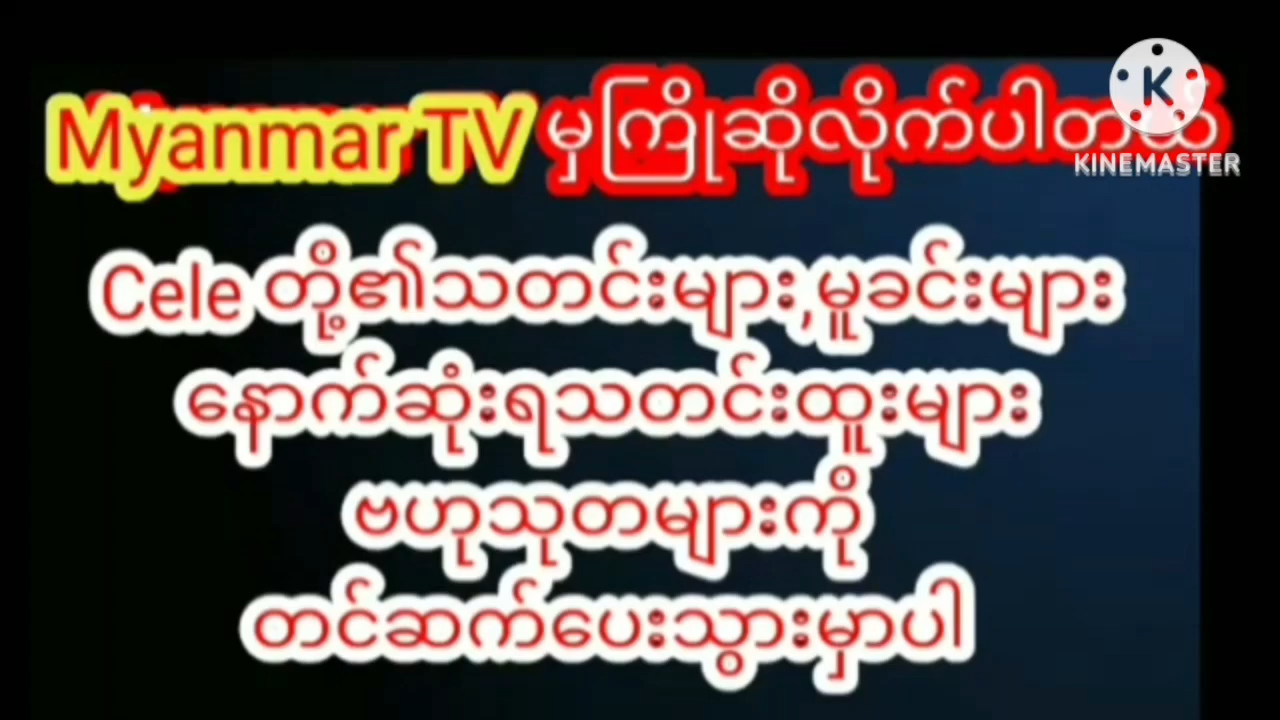 Myanmar TV မှကြိုဆိုလိုက်ပါတယ်
K
KINEMASTER
Cele တို့၏သတင်းများ,မှုခင်းများ
နောက်ဆုံးရသတင်းထူးများ
ဗဟုသုတများကို
တင်ဆက်ပေးသွားမှာပါ